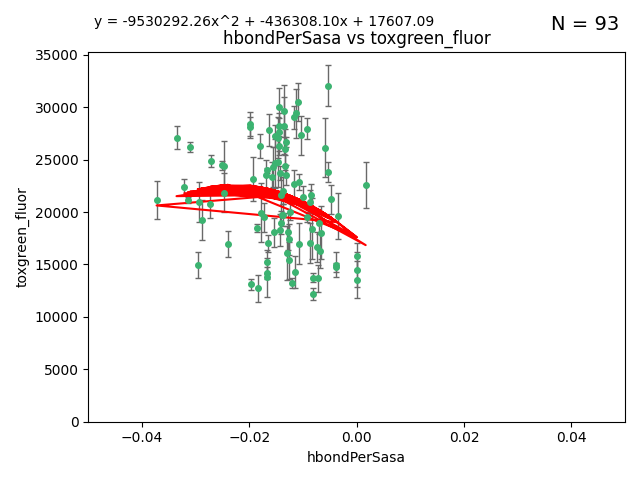 y = -9530292.26x^2 + -436308.10x + 17607.09
N = 93
hbondPerSasa vs toxgreen_fluor
35000
30000
25000
20000
15000
10000
5000
0
toxgreen_fluor
−0.04 −0.02 0.00 0.02 0.04
hbondPerSasa